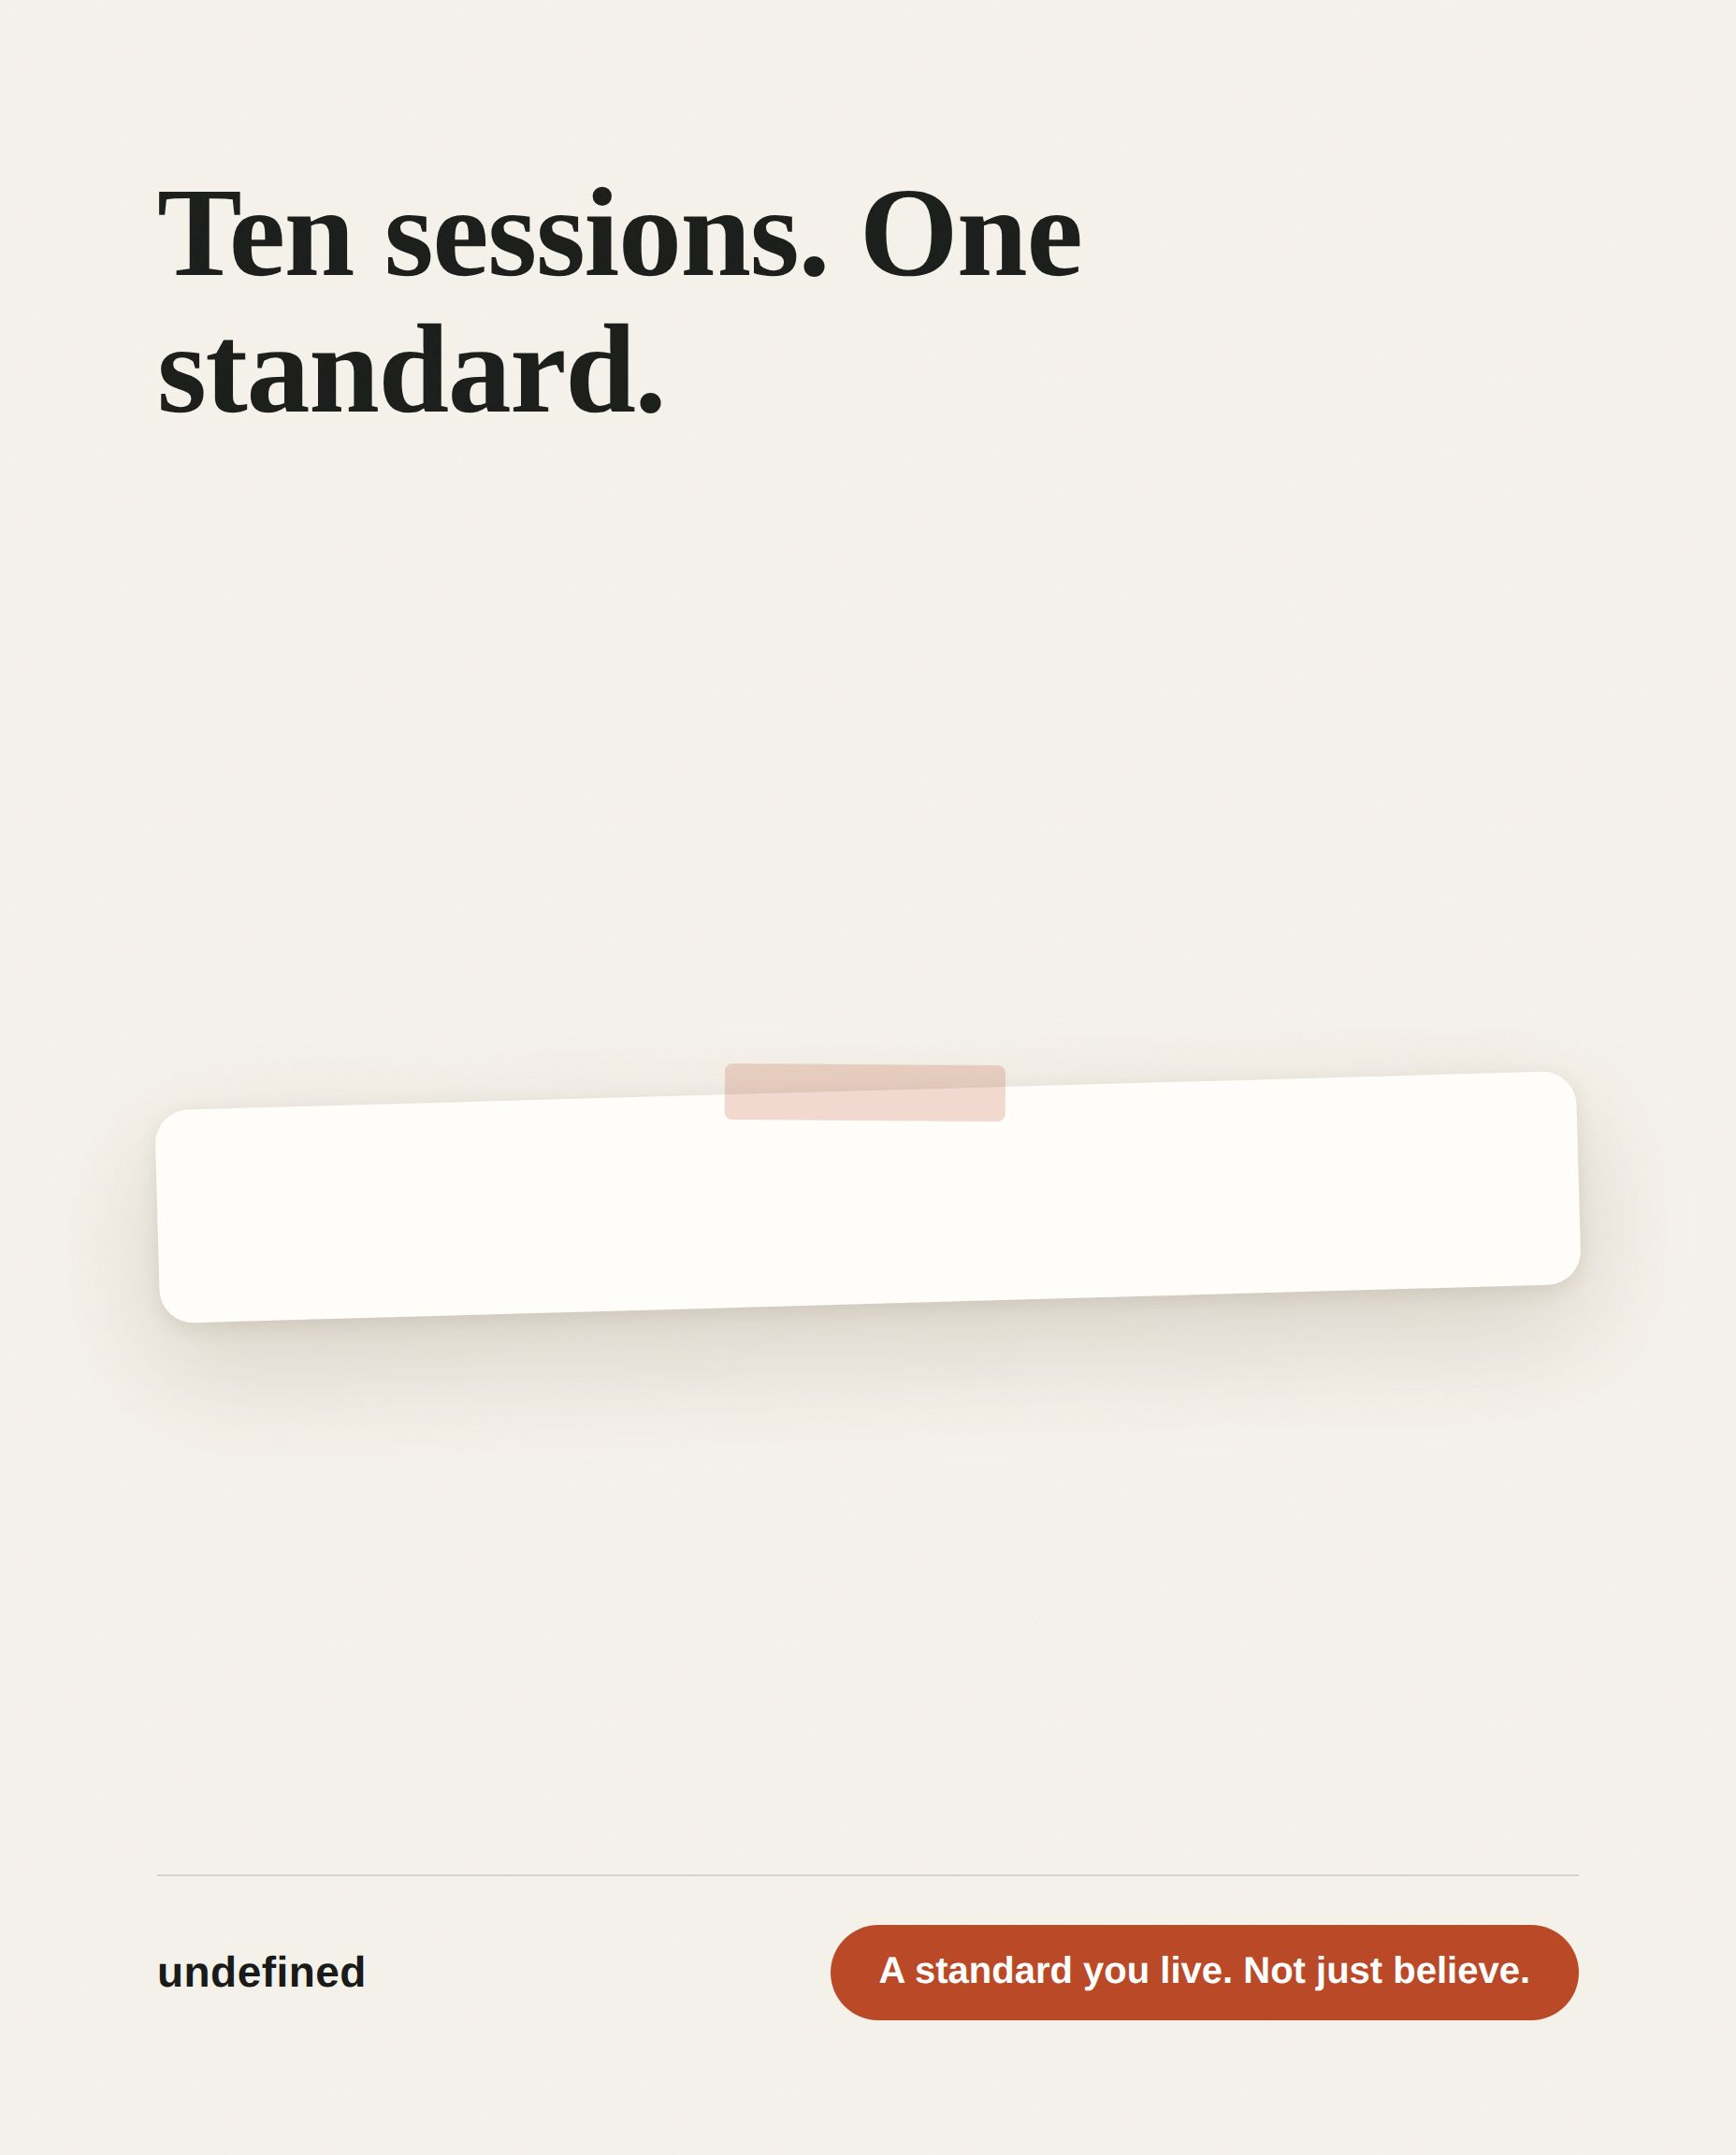 Ten sessions. One
standard.
undefined
A standard you live. Not just believe.